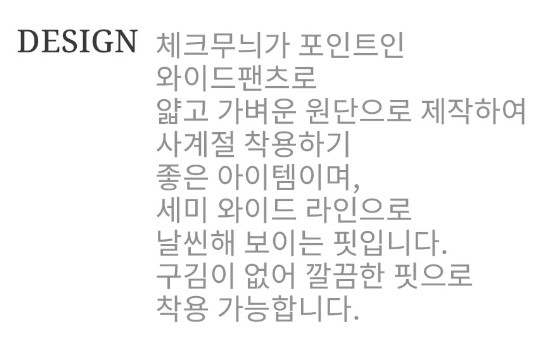 DESIGN 체크무늬가 포인트인
와이드팬츠로
얇고 가벼운 원단으로 제작하여
사계절 착용하기
좋은 아이템이며,
세미 와이드 라인으로
날씬해 보이는 핏입니다.
구김이 없어 깔끔한 핏으로
착용 가능합니다.